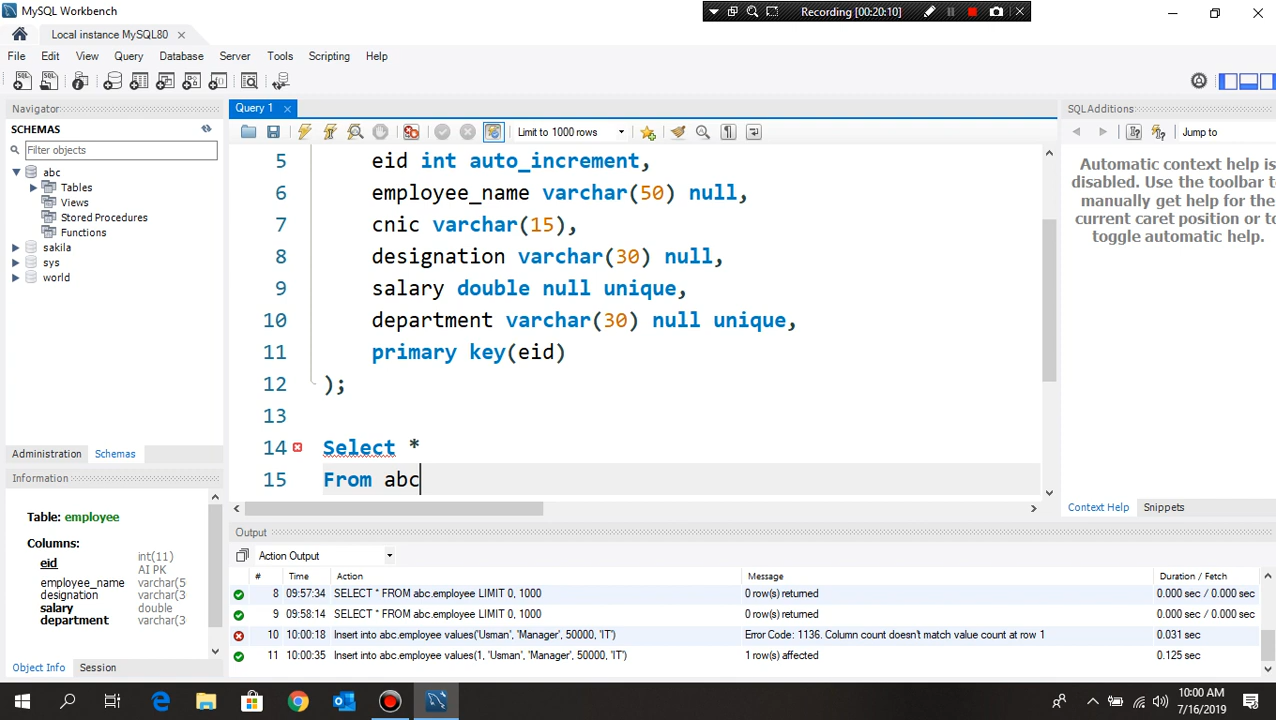 MySQL Workbench
Recording [00:20:10]
Local instance MySQL80
File Edit View Query Database Server Tools Scripting Help
Navigator
SCHEMAS
Filter objects
abc
Tables
Views
Stored Procedures
Functions
sakila
sys
world
Administration Schemas
Information
Table: employee
Columns:
eid int(11)
AI PK
employee_name varchar(5
designation varchar(3
salary double
department varchar(3
Object Info Session
Query 1
Limit to 1000 rows
5 eid int auto_increment,
6 employee_name varchar(50) null,
7 cnic varchar(15),
8 designation varchar(30) null,
9 salary double null unique,
10 department varchar(30) null unique,
11 primary key(eid)
12 );
13
14 Select *
15 From abc
SQLAdditions
Jump to
Automatic context help is
disabled. Use the toolbar t
manually get help for the
current caret position or to
toggle automatic help.
Context Help Snippets
Output
Action Output
# Time Action Message Duration / Fetch
8 09:57:34 SELECT * FROM abc.employee LIMIT 0, 1000 0 row(s) returned 0.000 sec / 0.000 sec
9 09:58:14 SELECT * FROM abc.employee LIMIT 0, 1000 0 row(s) returned 0.000 sec / 0.000 sec
10 10:00:18 Insert into abc.employee values('Usman', 'Manager', 50000, 'IT') Error Code: 1136. Column count doesn't match value count at row 1 0.031 sec
11 10:00:35 Insert into abc.employee values(1, 'Usman', 'Manager', 50000, 'IT') 1 row(s) affected 0.125 sec
10:00 AM
7/16/2019